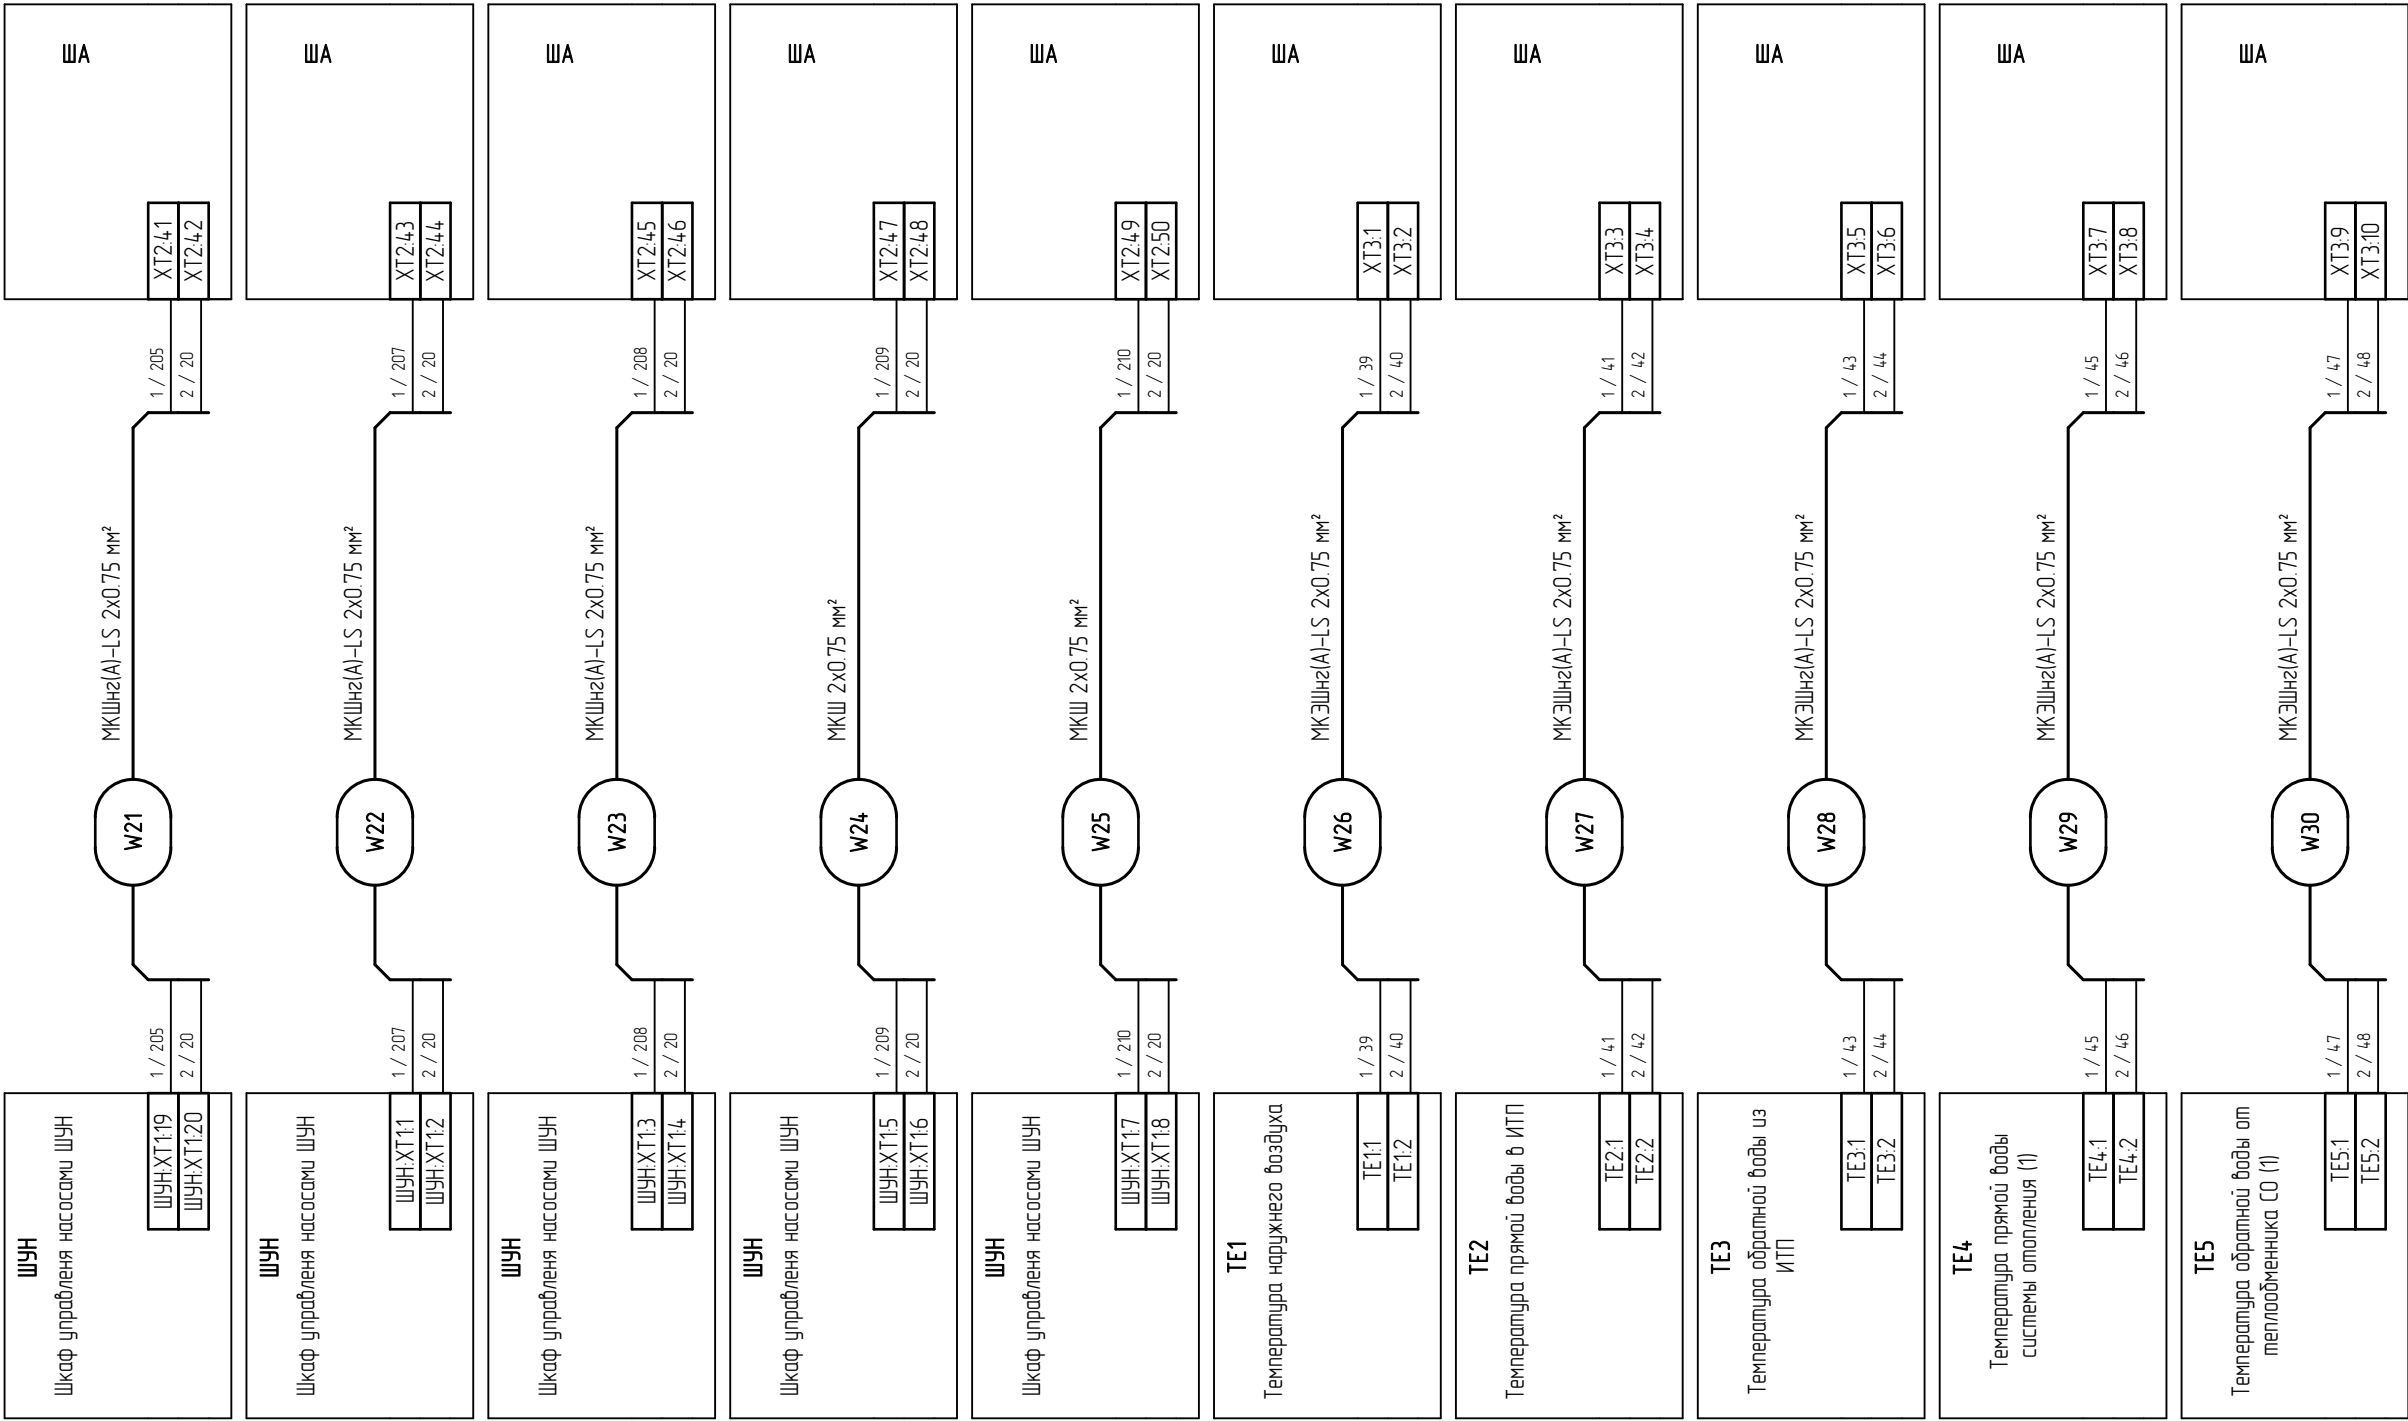 ШУН
Шкаф управленя насосами ШУН
ШУН:XT1:19
ШУН:XT1:20
1 / 205
2 / 20
W21
МКШнг(А)-LS 2x0.75 мм²
1 / 205
2 / 20
XT2:41
XT2:42
ША
ШУН
Шкаф управленя насосами ШУН
ШУН:XT1:1
ШУН:XT1:2
1 / 207
2 / 20
W22
МКШнг(А)-LS 2x0.75 мм²
1 / 207
2 / 20
XT2:43
XT2:44
ША
ШУН
Шкаф управленя насосами ШУН
ШУН:XT1:3
ШУН:XT1:4
1 / 208
2 / 20
W23
МКШнг(А)-LS 2x0.75 мм²
1 / 208
2 / 20
XT2:45
XT2:46
ША
ШУН
Шкаф управленя насосами ШУН
ШУН:XT1:5
ШУН:XT1:6
1 / 209
2 / 20
W24
МКШ 2x0.75 мм²
1 / 209
2 / 20
XT2:47
XT2:48
ША
ШУН
Шкаф управленя насосами ШУН
ШУН:XT1:7
ШУН:XT1:8
1 / 210
2 / 20
W25
МКШ 2x0.75 мм²
1 / 210
2 / 20
XT2:49
XT2:50
ША
TE1
Температура наружнего воздуха
TE1:1
TE1:2
1 / 39
2 / 40
W26
МКЭШнг(А)-LS 2x0.75 мм²
1 / 39
2 / 40
XT3:1
XT3:2
ША
TE2
Температура прямой воды в ИТП
TE2:1
TE2:2
1 / 41
2 / 42
W27
МКЭШнг(А)-LS 2x0.75 мм²
1 / 41
2 / 42
XT3:3
XT3:4
ША
TE3
Температура обратной воды из
ИТП
TE3:1
TE3:2
1 / 43
2 / 44
W28
МКЭШнг(А)-LS 2x0.75 мм²
1 / 43
2 / 44
XT3:5
XT3:6
ША
TE4
Температура прямой воды
системы отопления (1)
TE4:1
TE4:2
1 / 45
2 / 46
W29
МКЭШнг(А)-LS 2x0.75 мм²
1 / 45
2 / 46
XT3:7
XT3:8
ША
TE5
Температура обратной воды от
теплообменника СО (1)
TE5:1
TE5:2
1 / 47
2 / 48
W30
МКЭШнг(А)-LS 2x0.75 мм²
1 / 47
2 / 48
XT3:9
XT3:10
ША